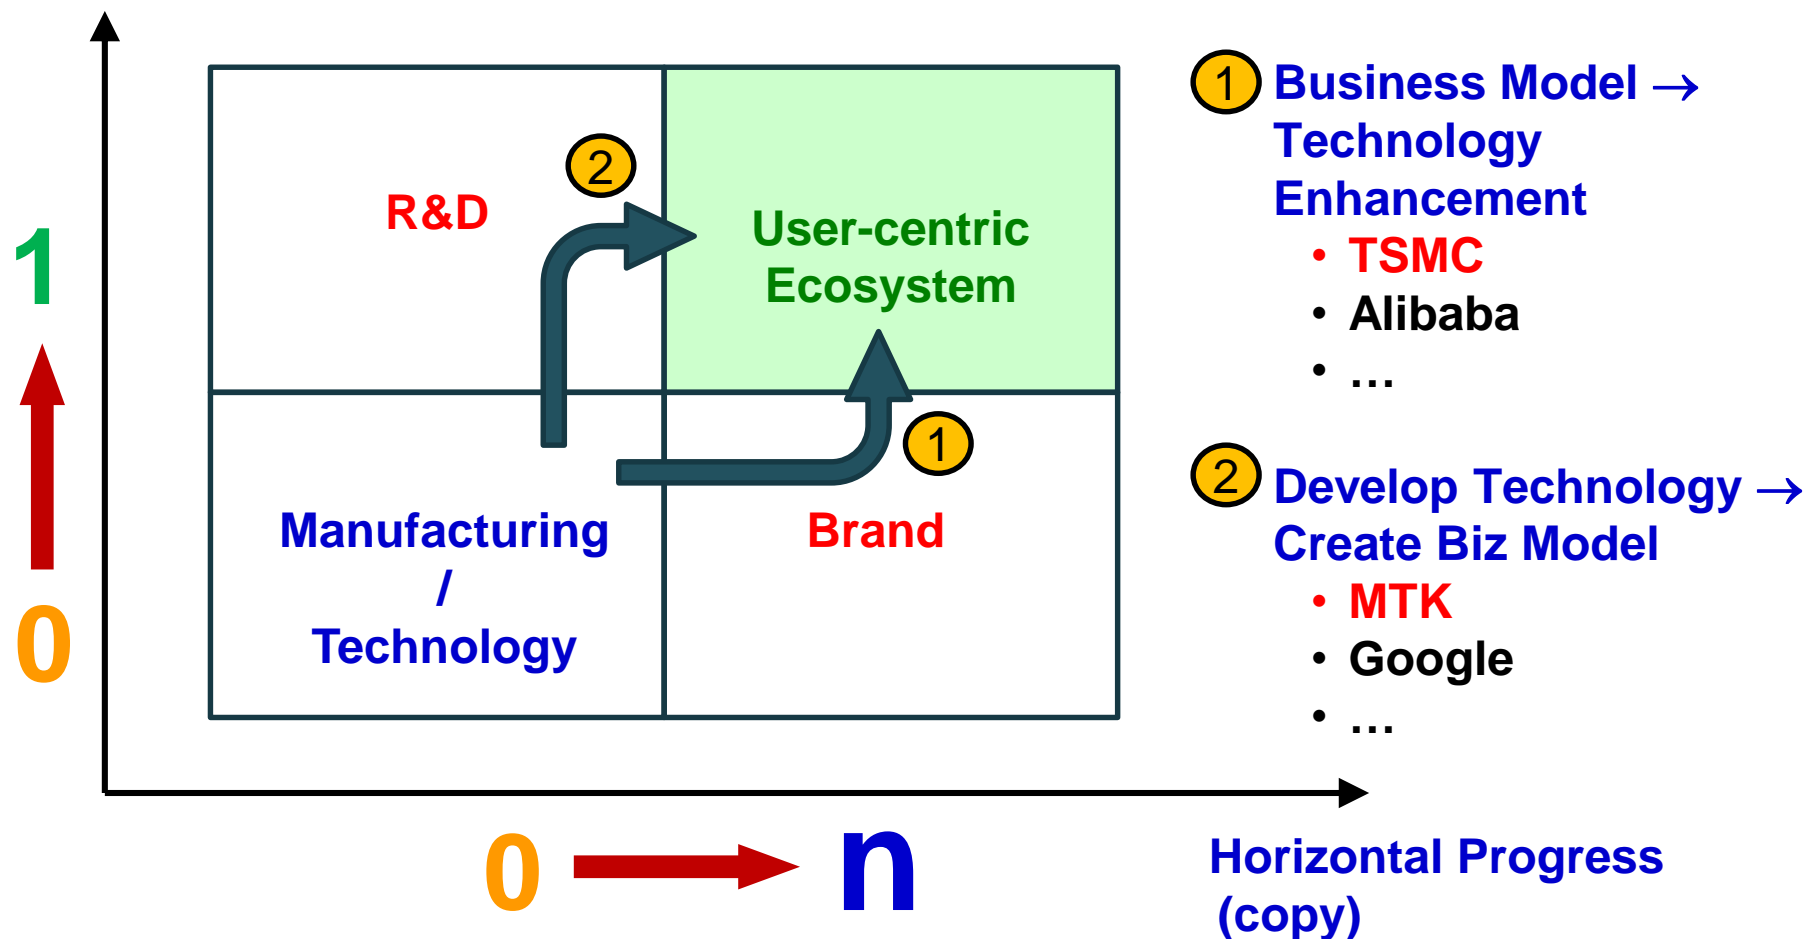 1
0
R&D
2
User-centric
Ecosystem
1
Manufacturing
/
Technology
Brand
0
n
Horizontal Progress
(copy)
1 Business Model →
Technology
Enhancement
• TSMC
• Alibaba
• …
2 Develop Technology →
Create Biz Model
• MTK
• Google
• …